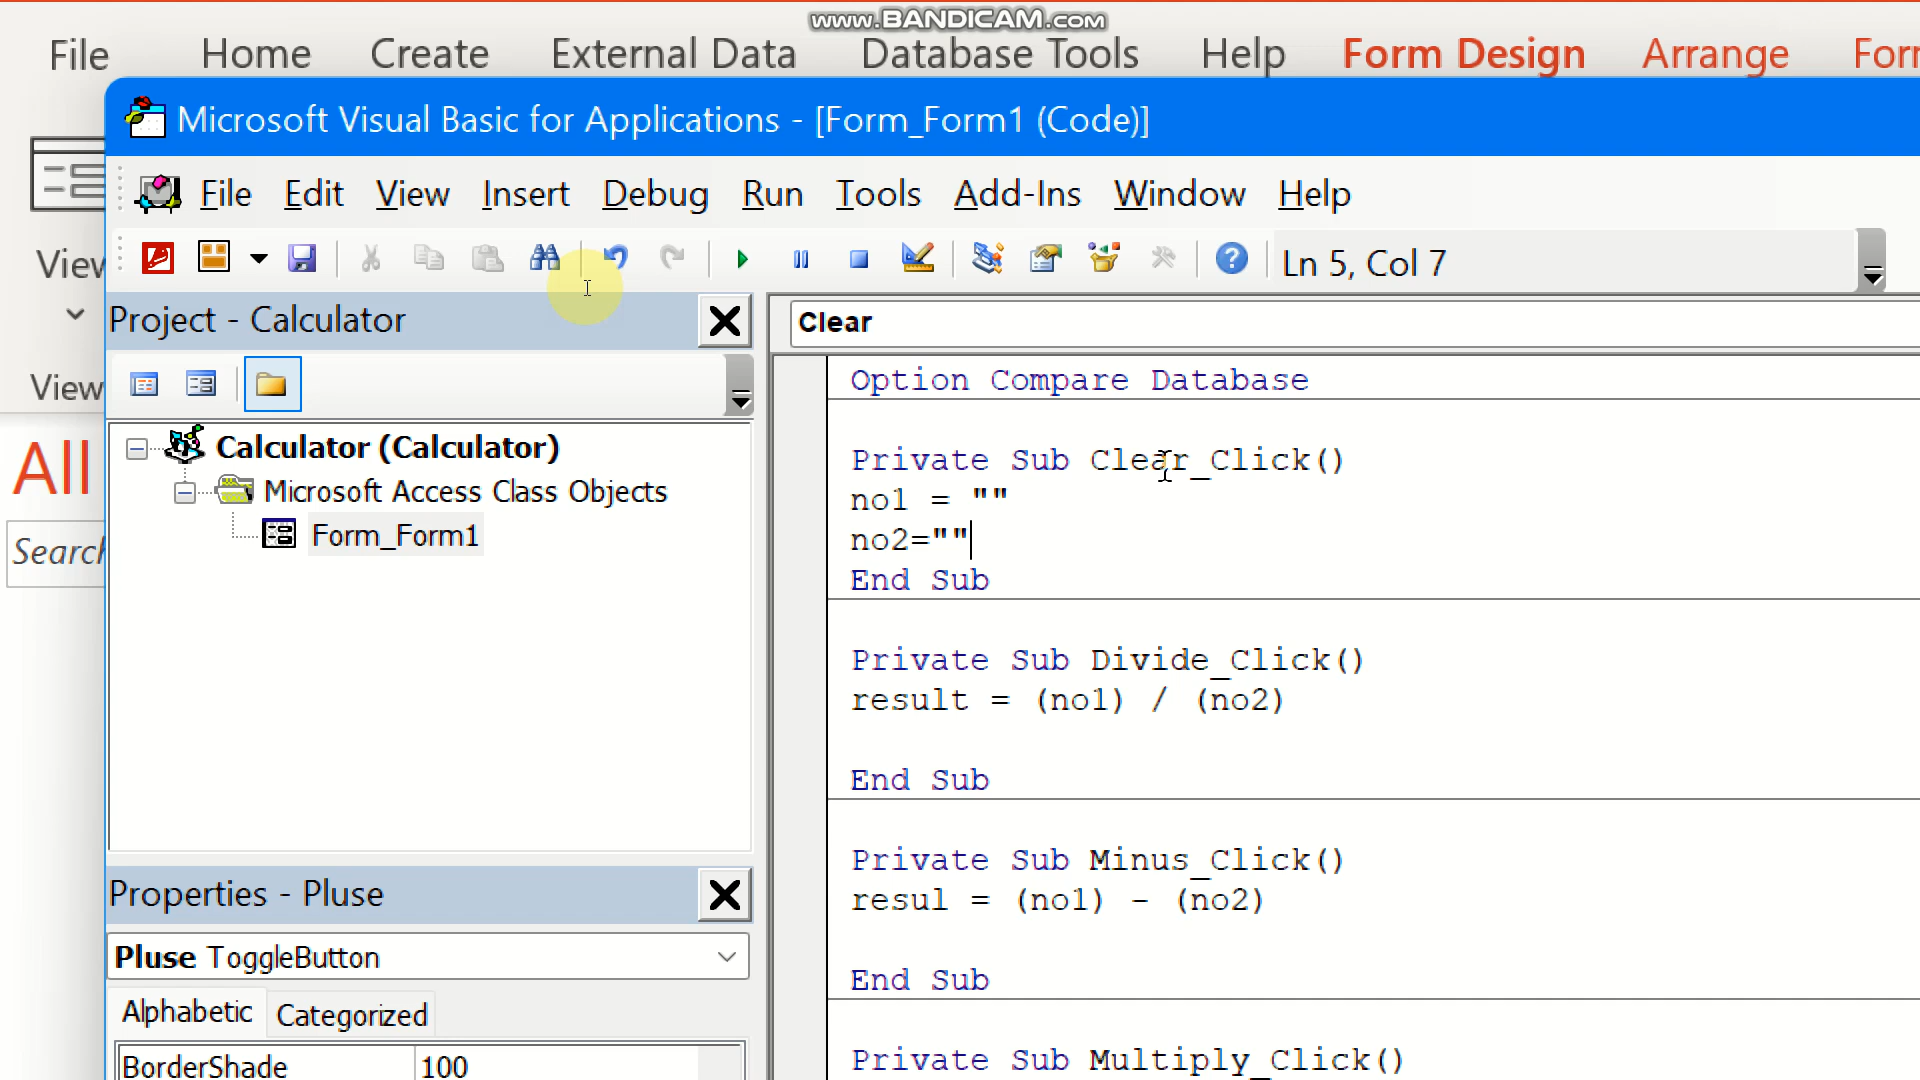 www.BANDICAM.com
File Home Create External Data Database Tools Help Form Design Arrange Forr
Microsoft Visual Basic for Applications - [Form_Form1 (Code)]
File Edit View Insert Debug Run Tools Add-Ins Window Help
View
Ln 5, Col 7
Project - Calculator
Clear
Views
All
Search
Calculator (Calculator)
Microsoft Access Class Objects
Form_Form1
Option Compare Database
Private Sub Clear_Click()
no1 = ""
no2=""
End Sub
Private Sub Divide_Click()
result = (no1) / (no2)
End Sub
Private Sub Minus_Click()
resul = (no1) - (no2)
End Sub
Private Sub Multiply_Click()
Properties - Pluse
Pluse ToggleButton
Alphabetic Categorized
BorderShade 100